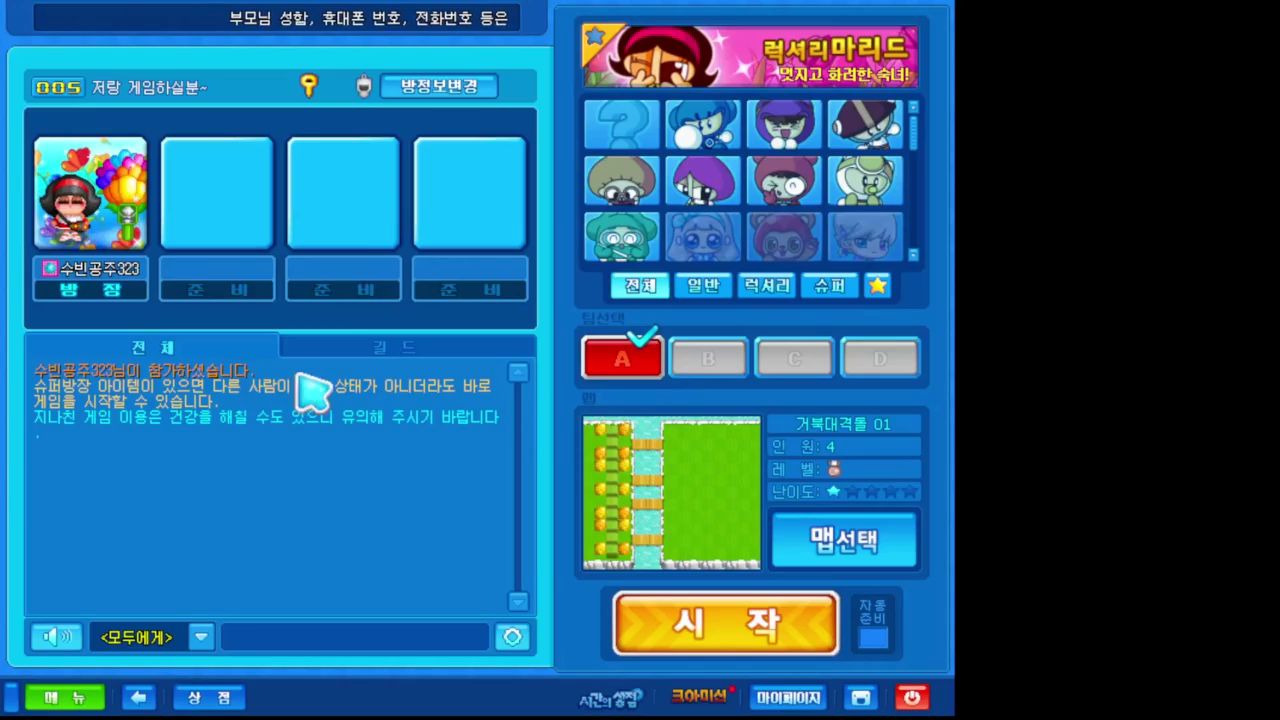 부모님 성함, 휴대폰 번호, 전화번호 등은
005 저랑 게임하실분~
방정보변경
수빈공주323
방 장
준 비
준 비
준 비
전 체
길 드
수빈공주323님이 참가하셨습니다.
슈퍼방장 아이템이 있으면 다른 사람이 상태가 아니더라도 바로
게임을 시작할 수 있습니다.
지나친 게임 이용은 건강을 해칠 수도 있으니 유의해 주시기 바랍니다
.
<모두에게>
럭셔리마리드
멋지고 화려한 숙녀!
?
전체
일반
럭셔리
슈퍼
팀선택
A
B
C
D
맵
거북대격돌 01
인 원: 4
레 벨:
난이도:
맵선택
시 작
자동
준비
메 뉴
상 점
시간의상점
크아미션
마이페이지